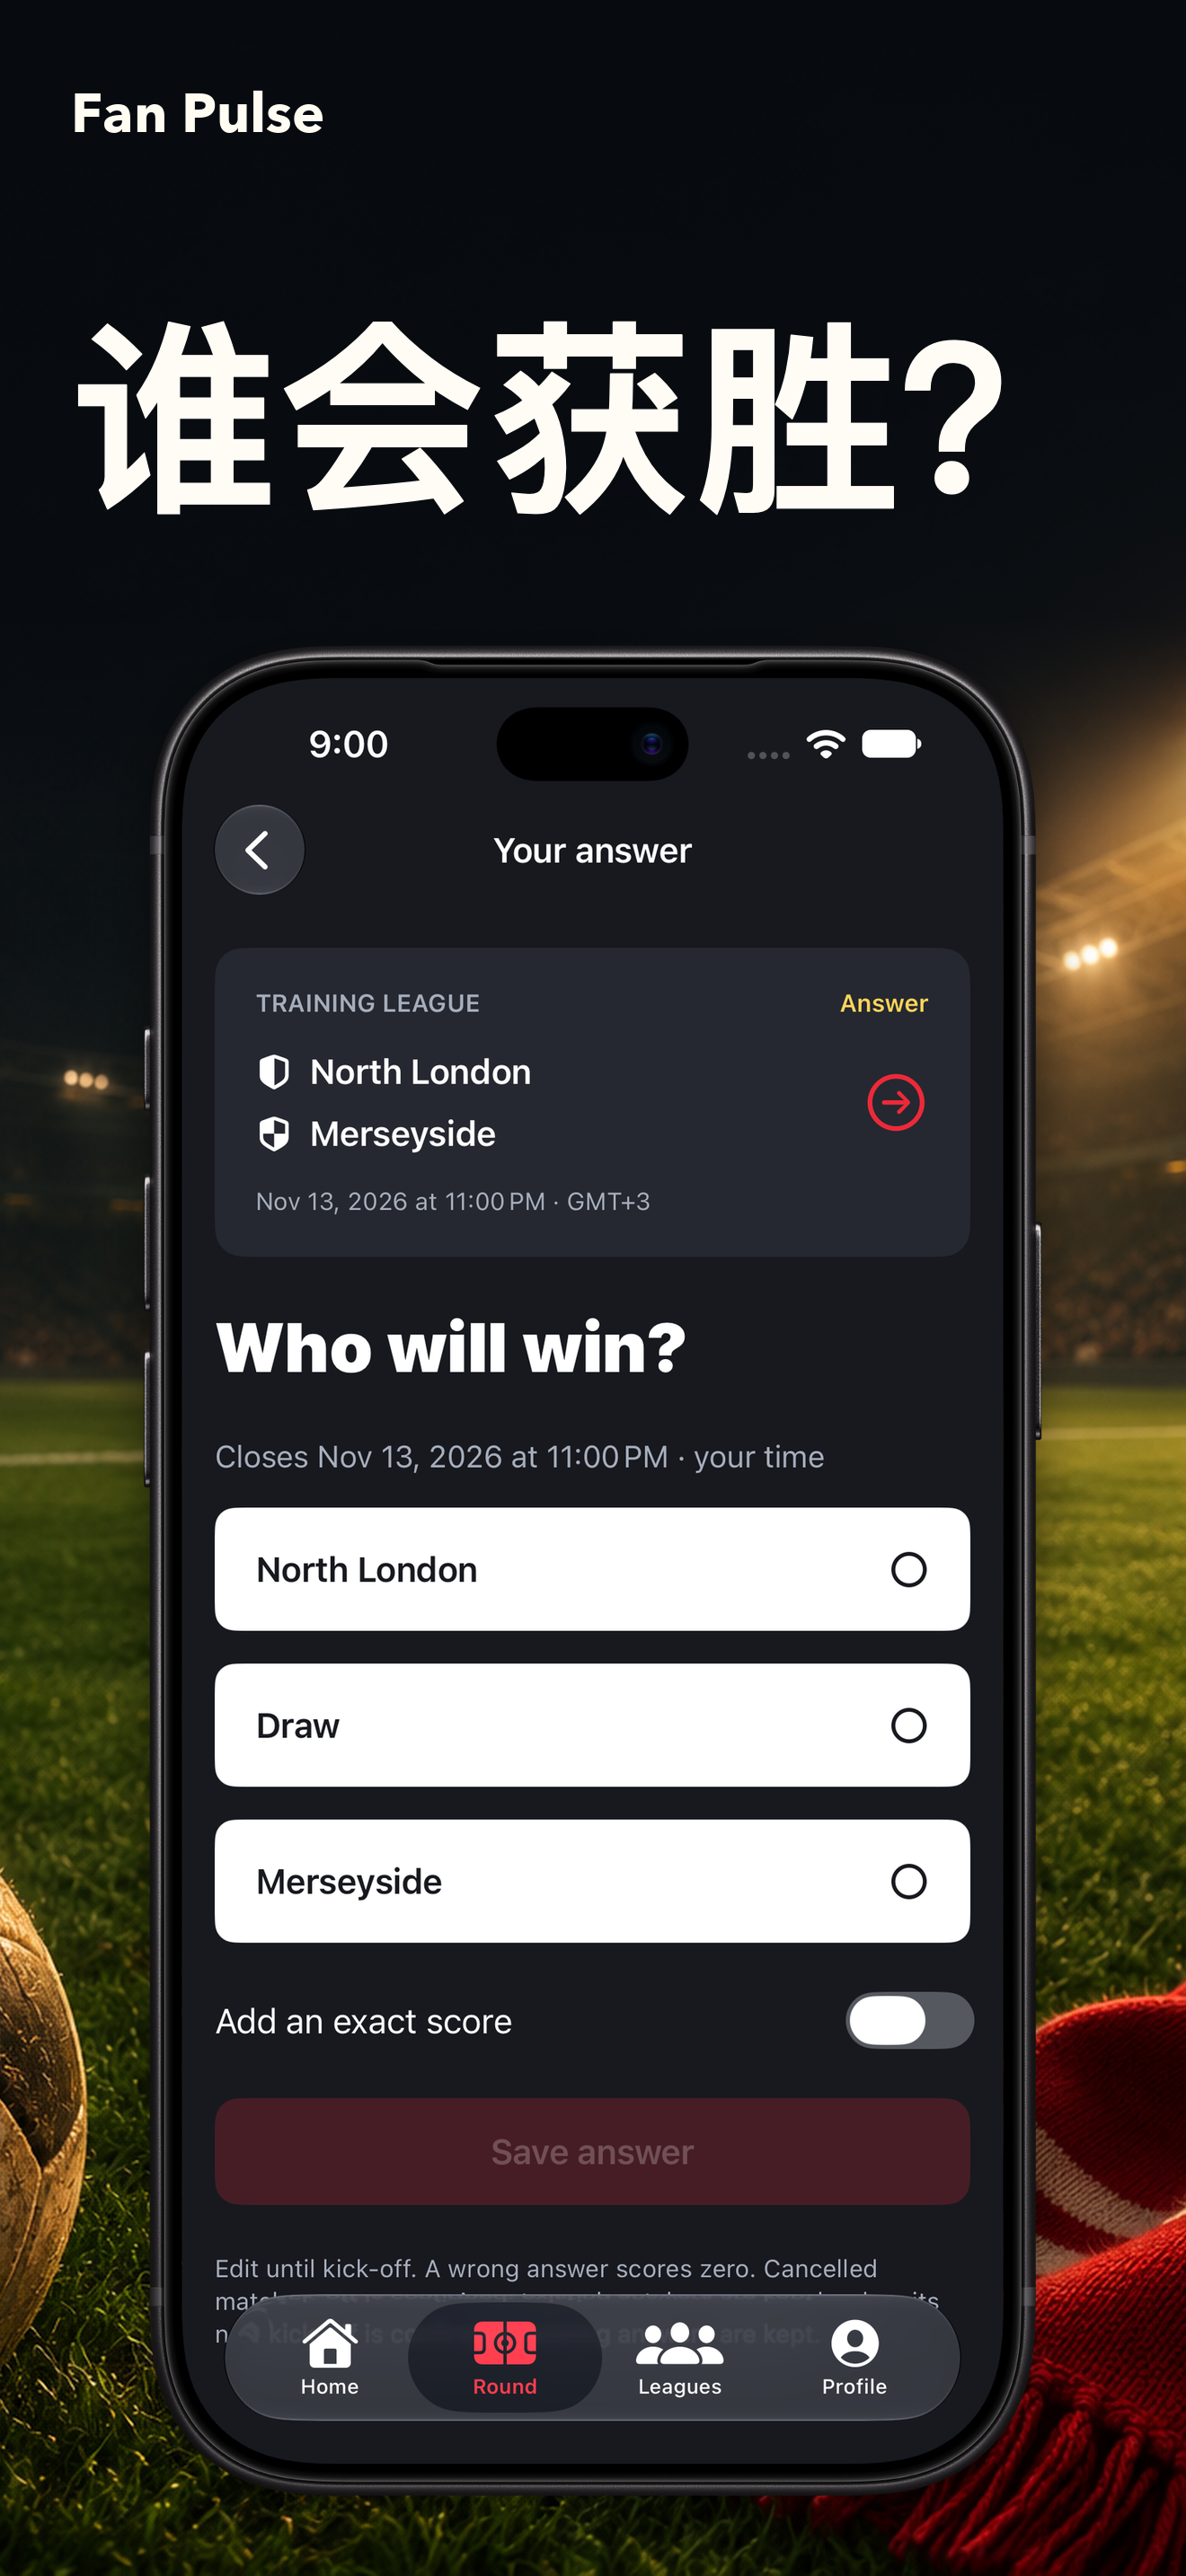 Fan Pulse
谁会获胜?
9:00
Your answer
TRAINING LEAGUE
Answer
North London
Merseyside
Nov 13, 2026 at 11:00 PM · GMT+3
Who will win?
Closes Nov 13, 2026 at 11:00 PM · your time
North London
Draw
Merseyside
Add an exact score
Save answer
Edit until kick-off. A wrong answer scores zero. Cancelled
its
are kept.
Home
Round
Leagues
Profile